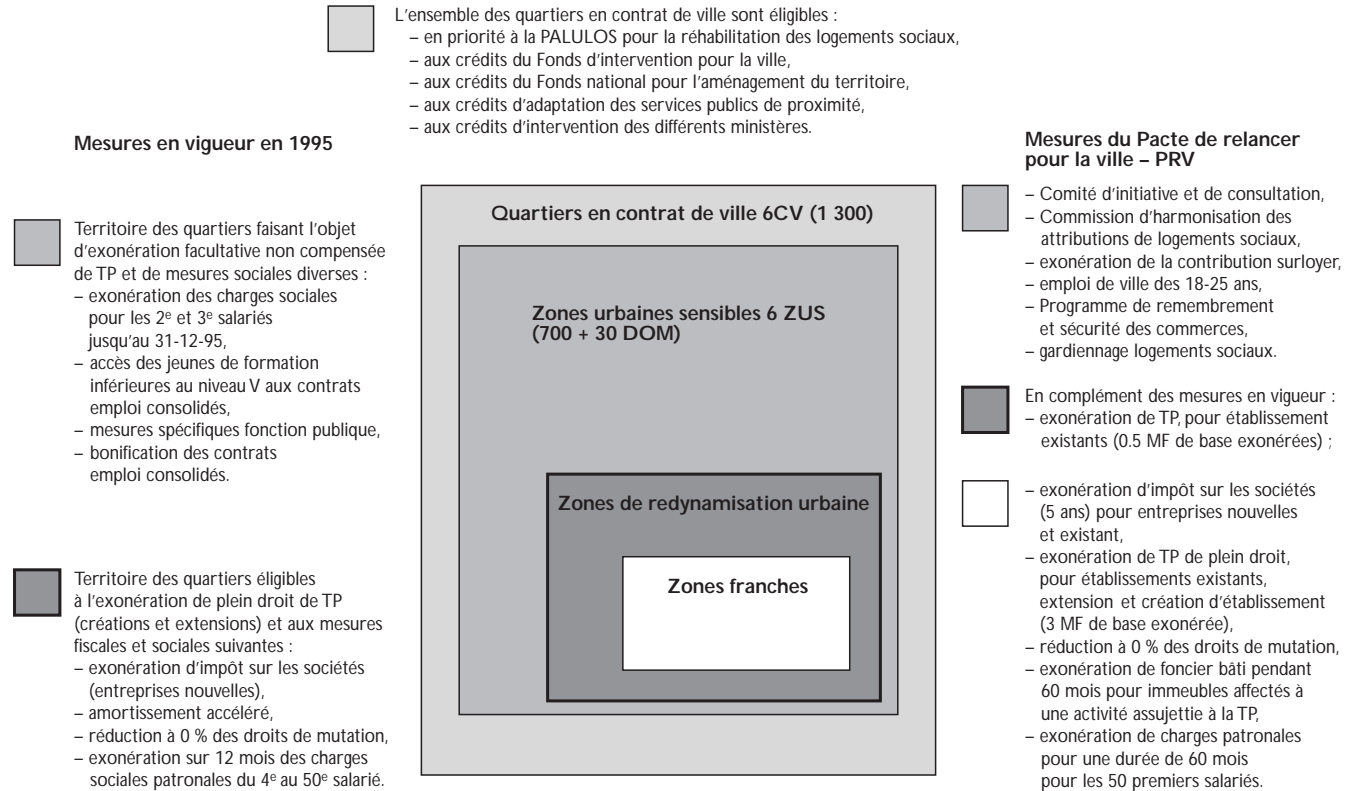 L'ensemble des quartiers en contrat de ville sont éligibles :
– en priorité à la PALULOS pour la réhabilitation des logements sociaux,
– aux crédits du Fonds d'intervention pour la ville,
– aux crédits du Fonds national pour l'aménagement du territoire,
– aux crédits d'adaptation des services publics de proximité,
– aux crédits d'intervention des différents ministères.
Mesures en vigueur en 1995
Territoire des quartiers faisant l'objet
d'exonération facultative non compensée
de TP et de mesures sociales diverses :
– exonération des charges sociales
pour les 2e et 3e salariés
jusqu'au 31-12-95,
– accès des jeunes de formation
inférieures au niveau V aux contrats
emploi consolidés,
– mesures spécifiques fonction publique,
– bonification des contrats
emploi consolidés.
Territoire des quartiers éligibles
à l'exonération de plein droit de TP
(créations et extensions) et aux mesures
fiscales et sociales suivantes :
– exonération d'impôt sur les sociétés
(entreprises nouvelles),
– amortissement accéléré,
– réduction à 0 % des droits de mutation,
– exonération sur 12 mois des charges
sociales patronales du 4e au 50e salarié.
Quartiers en contrat de ville 6CV (1 300)
Zones urbaines sensibles 6 ZUS
(700 + 30 DOM)
Zones de redynamisation urbaine
Zones franches
Mesures du Pacte de relancer
pour la ville – PRV
– Comité d'initiative et de consultation,
– Commission d'harmonisation des
attributions de logements sociaux,
– exonération de la contribution surloyer,
– emploi de ville des 18-25 ans,
– Programme de remembrement
et sécurité des commerces,
– gardiennage logements sociaux.
En complément des mesures en vigueur :
– exonération de TP, pour établissement
existants (0.5 MF de base exonérées) ;
– exonération d'impôt sur les sociétés
(5 ans) pour entreprises nouvelles
et existant,
– exonération de TP de plein droit,
pour établissements existants,
extension et création d'établissement
(3 MF de base exonérée),
– réduction à 0 % des droits de mutation,
– exonération de foncier bâti pendant
60 mois pour immeubles affectés à
une activité assujettie à la TP,
– exonération de charges patronales
pour une durée de 60 mois
pour les 50 premiers salariés.